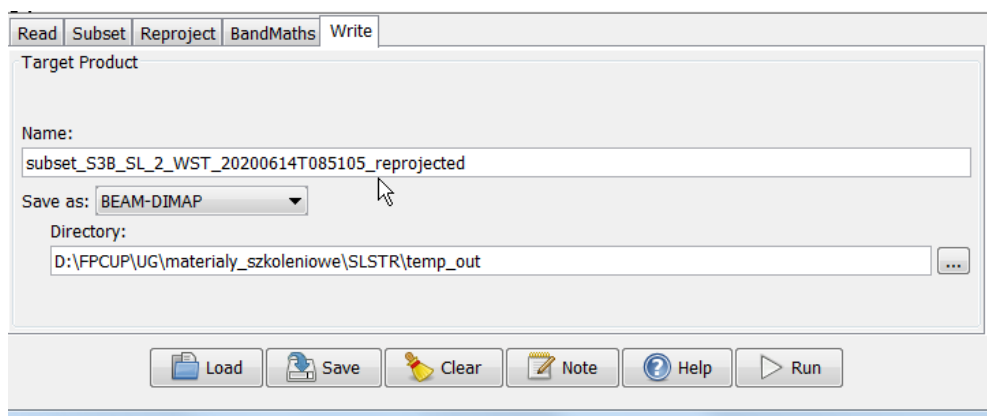 Read Subset Reproject BandMaths Write
Target Product
Name:
subset_S3B_SL_2_WST_20200614T085105_reprojected
Save as: BEAM-DIMAP
Directory:
D:\FPCUP\UG\materialy_szkoleniowe\SLSTR\temp_out ...
Load Save Clear Note Help Run